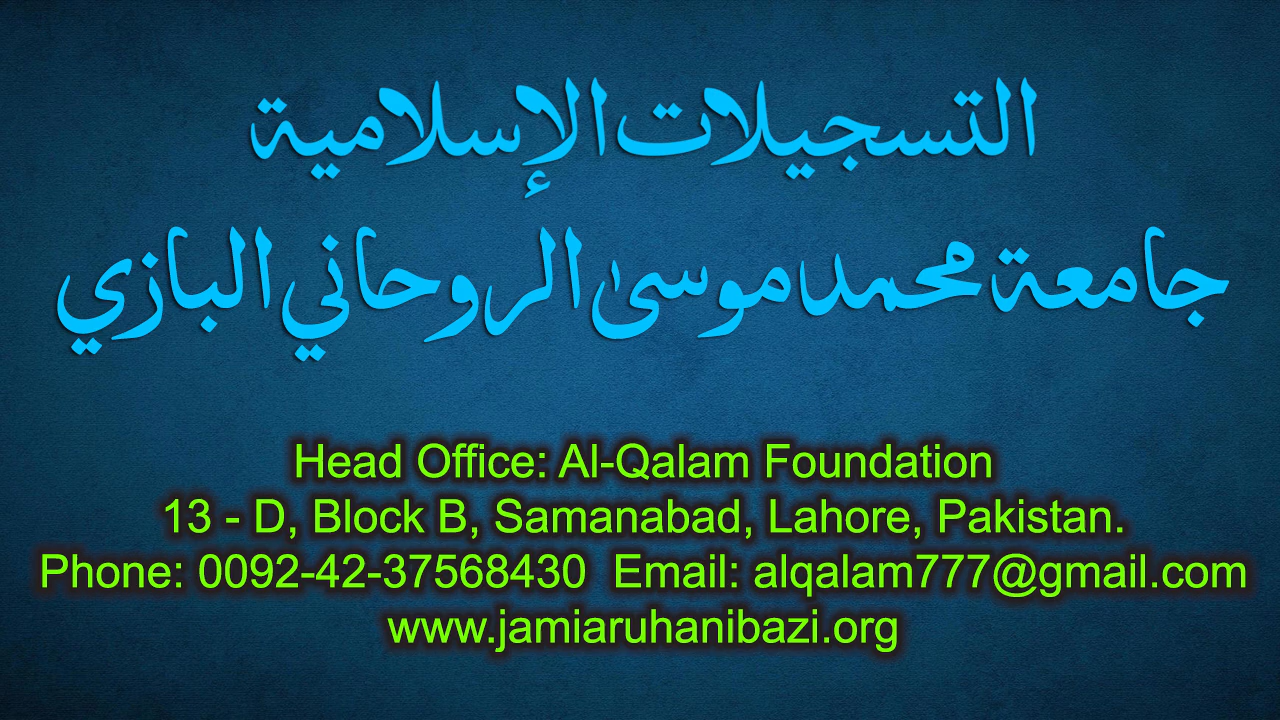 التسجيلات الإسلامية
جامعة محمد موسىٰ الروحاني البازي
Head Office: Al-Qalam Foundation
13 - D, Block B, Samanabad, Lahore, Pakistan.
Phone: 0092-42-37568430 Email: alqalam777@gmail.com
www.jamiaruhanibazi.org